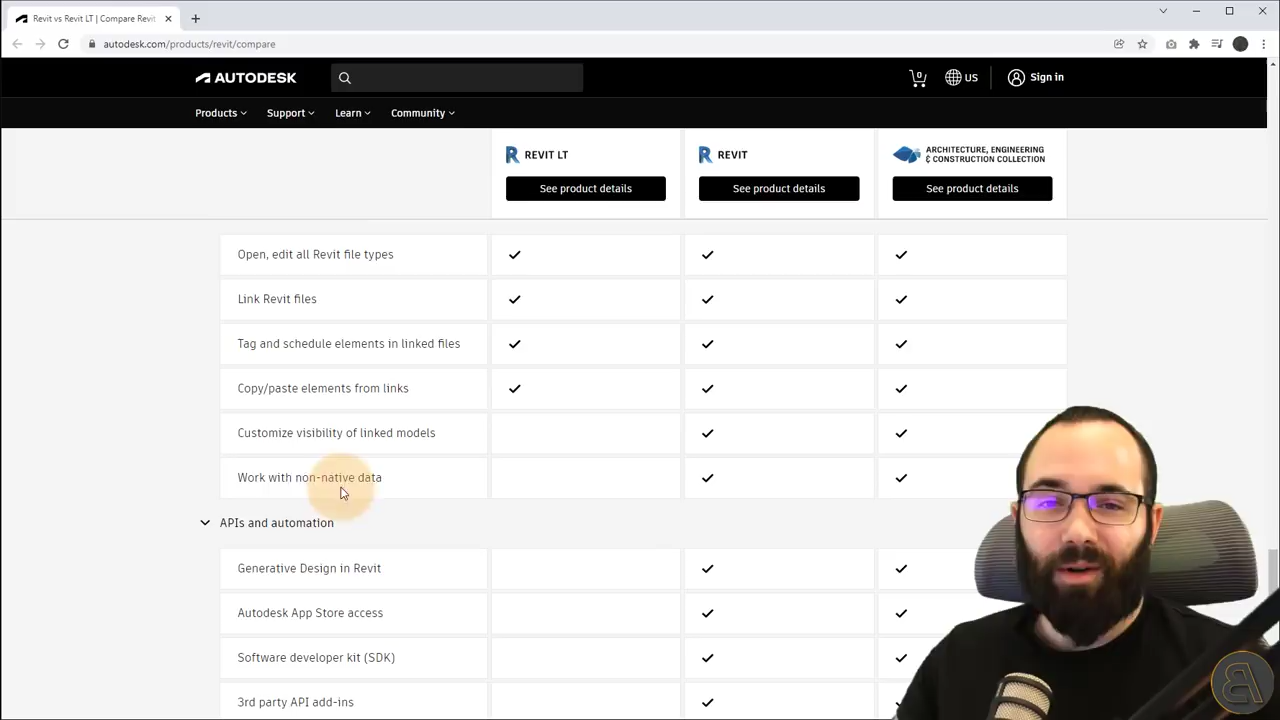 Revit vs Revit LT | Compare Revit
autodesk.com/products/revit/compare
AUTODESK
0
US
Sign in
Products
Support
Learn
Community
R REVIT LT
R REVIT
ARCHITECTURE, ENGINEERING
& CONSTRUCTION COLLECTION
See product details
See product details
See product details
Open, edit all Revit file types
Link Revit files
Tag and schedule elements in linked files
Copy/paste elements from links
Customize visibility of linked models
Work with non-native data
APIs and automation
Generative Design in Revit
Autodesk App Store access
Software developer kit (SDK)
3rd party API add-ins